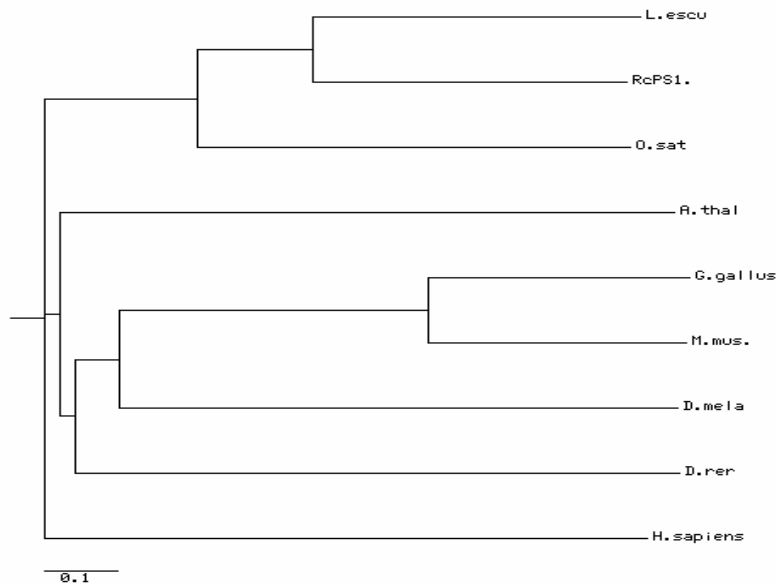 L.escu
RcPS1.
O.sat
A.thal
G.gallus
M.mus.
D.mela
D.rer
H.sapiens
0.1